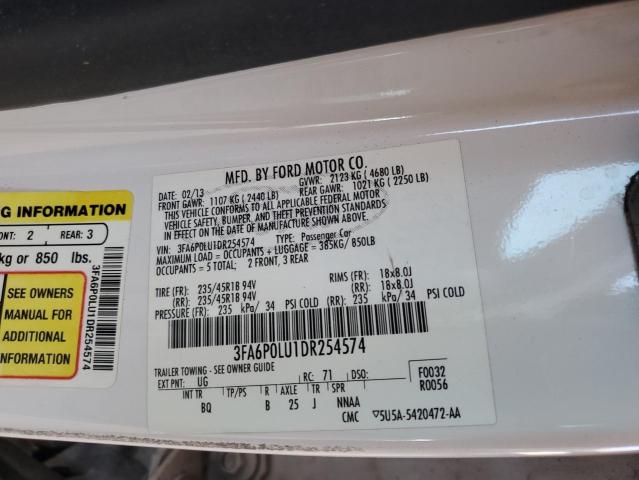 MFD. BY FORD MOTOR CO.
02/13 GVWR: 2123 KG ( 4680 LB)
FRONT GAWR: 1107 KG ( 2440 LB) REAR GAWR: 1021 KG ( 2250 LB)
THIS VEHICLE CONFORMS TO ALL APPLICABLE FEDERAL MOTOR
VEHICLE SAFETY, BUMPER, AND THEFT PREVENTION STANDARDS
IN EFFECT ON THE DATE OF MANUFACTURE SHOWN ABOVE.
VIN: 3FA6P0LU1DR254574 TYPE: Passenger Car
MAXIMUM LOAD = OCCUPANTS + LUGGAGE = 385KG/ 850LB
OCCUPANTS = 5 TOTAL; 2 FRONT, 3 REAR
TIRE (FR): 235/45R18 94V RIMS (FR): 18x8.0J
(RR): 235/45R18 94V (RR): 18x8.0J
PRESSURE (FR): 235 kPa/ 34 PSI COLD (RR): 235 kPa/ 34 PSI COLD
3FA6P0LU1DR254574
TRAILER TOWING - SEE OWNER GUIDE
EXT PNT: UG RC: 71 DSO: F0032
R0056
INT TR TP/PS R AXLE TR SPR
BQ B 25 J NNAA
CMC ▽5U5A-5420472-AA
G INFORMATION
ONT: 2 REAR: 3
kg or 850 lbs.
SEE OWNERS
MANUAL FOR
ADDITIONAL
INFORMATION
3FA6P0LU1DR254574